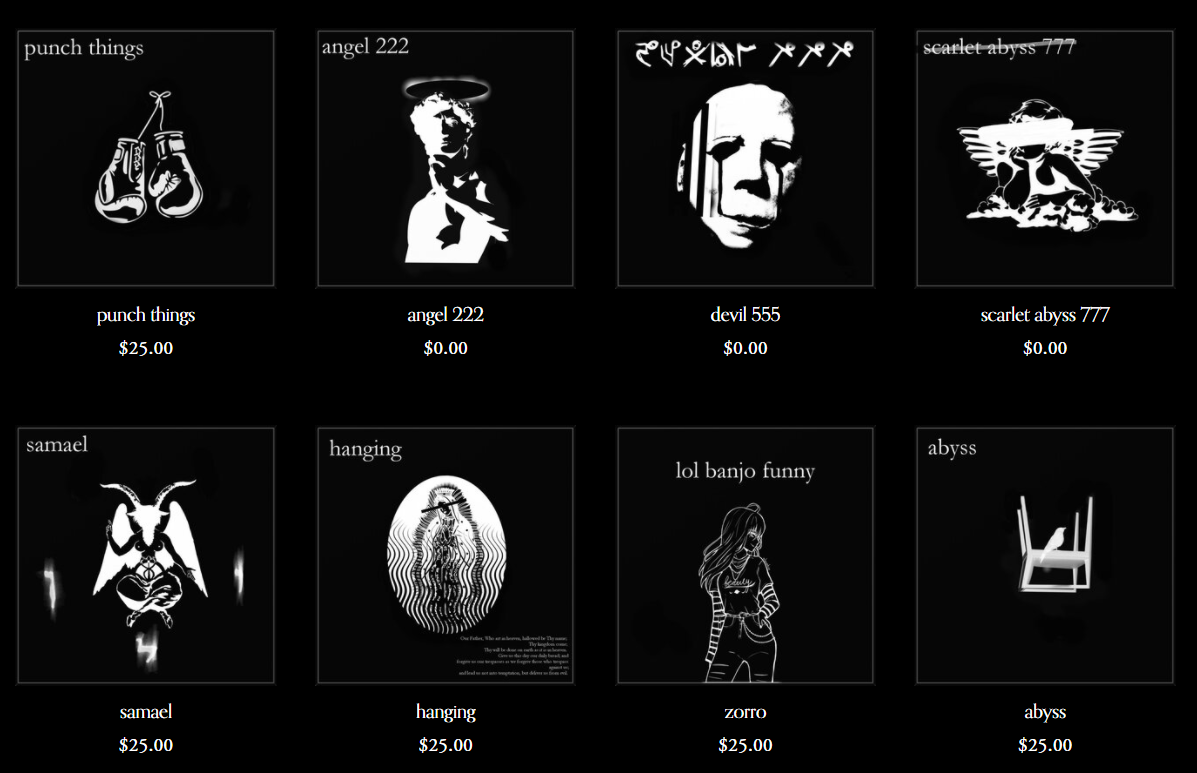 punch things
angel 222
scarlet abyss 777
punch things
$25.00
angel 222
$0.00
devil 555
$0.00
scarlet abyss 777
$0.00
samael
hanging
lol banjo funny
abyss
beauty
Our Father, Who art in heaven, hallowed be Thy name;
Thy kingdom come;
Thy will be done on earth as it is in heaven.
Give us this day our daily bread; and
forgive us our trespasses as we forgive those who trespass
against us;
and lead us not into temptation, but deliver us from evil.
samael
$25.00
hanging
$25.00
zorro
$25.00
abyss
$25.00